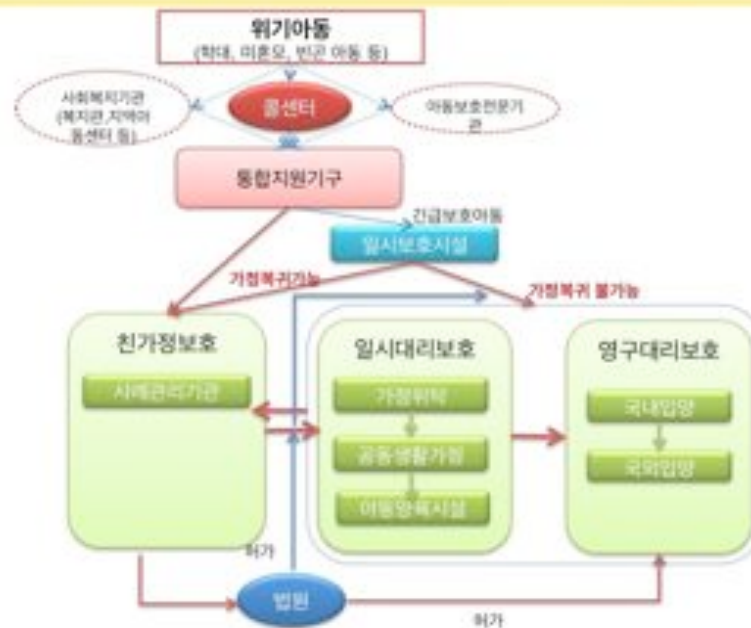 위기아동
(학대, 미혼모, 빈곤 아동 등)
사회복지기관
(복지관,지역아
동센터 등)
콜센터
아동보호전문기
관
통합지원기구
긴급보호아동
일시보호시설
가정복귀가능
가정복귀 불가능
친가정보호
사례관리기관
일시대리보호
가정위탁
공동생활가정
아동양육시설
영구대리보호
국내입양
국외입양
허가
법원
허가